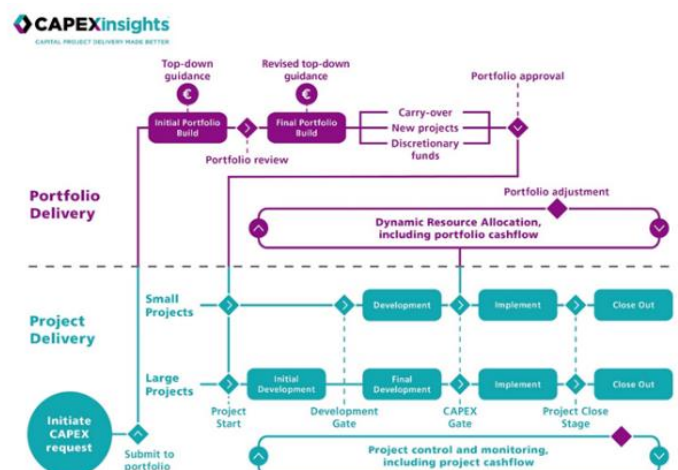 CAPEXinsights
CAPITAL PROJECT DELIVERY MADE BETTER
Top-down
guidance
€
Revised top-down
guidance
€
Portfolio approval
Initial Portfolio
Build
Final Portfolio
Build
Carry-over
New projects
Discretionary
funds
Portfolio review
Portfolio
Delivery
Portfolio adjustment
Dynamic Resource Allocation,
including portfolio cashflow
Project
Delivery
Small
Projects
Development
Implement
Close Out
Large
Projects
Initial
Development
Final
Development
Implement
Close Out
Project
Start
Development
Gate
CAPEX
Gate
Project Close
Stage
Initiate
CAPEX
request
Submit to
portfolio
Project control and monitoring,
including project cashflow